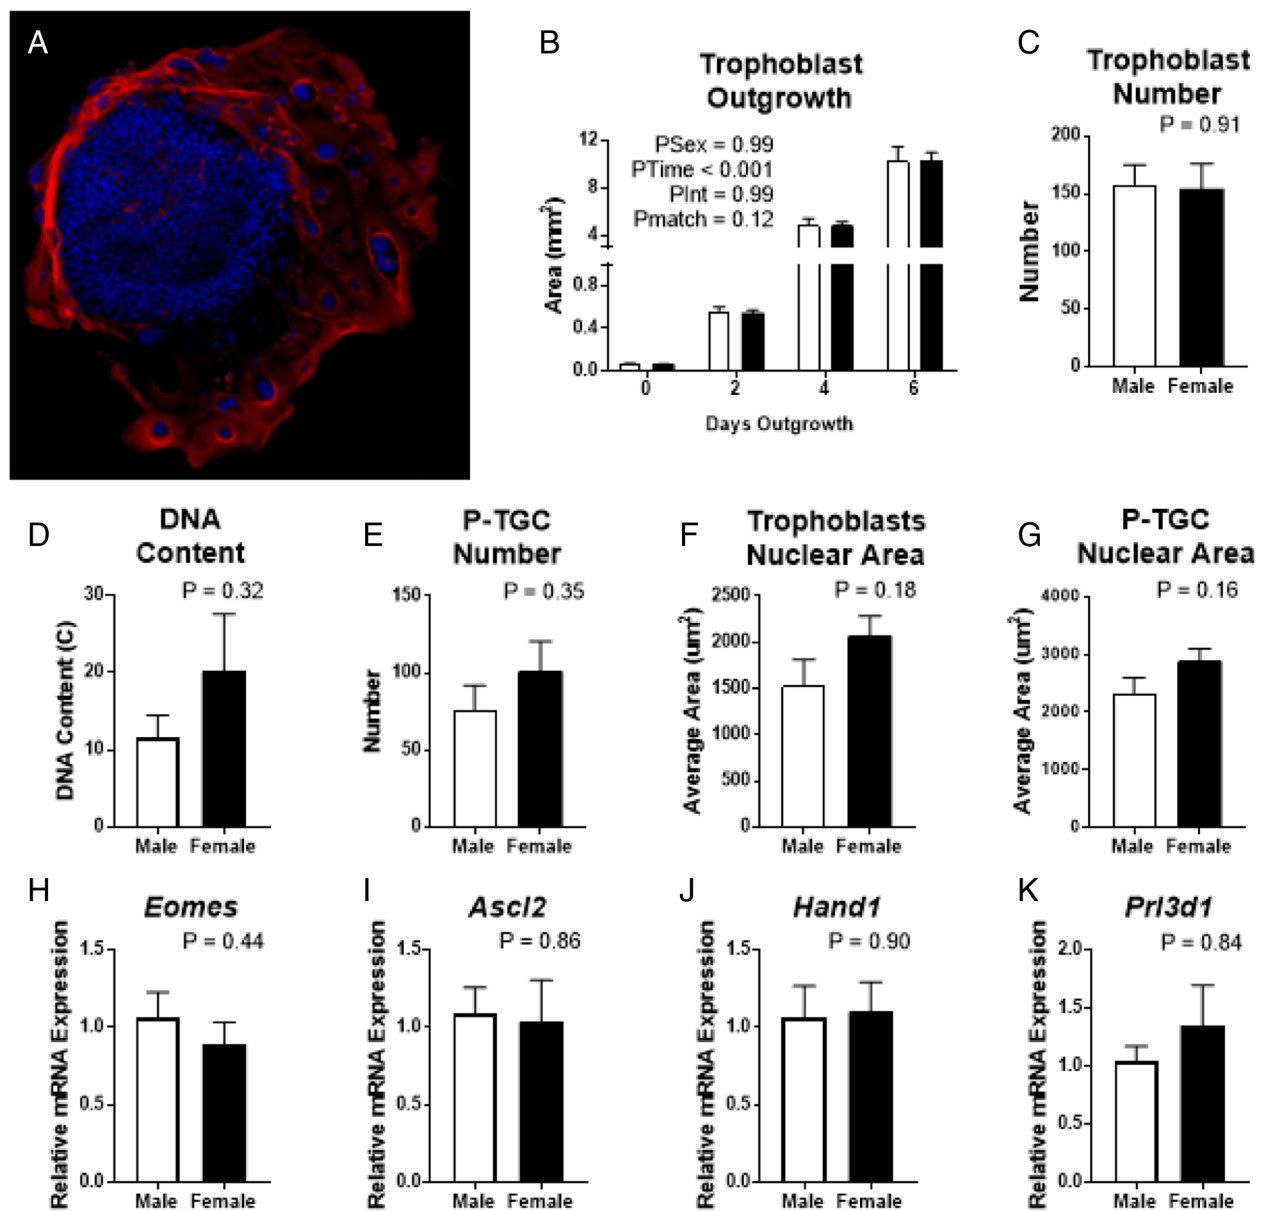 A
B
Trophoblast
Outgrowth
PSex = 0.99
PTime < 0.001
PInt = 0.99
Pmatch = 0.12
Area (mm²)
12
8
4
0.8
0.4
0.0
0 2 4 6
Days Outgrowth
C
Trophoblast
Number
P = 0.91
Number
200
150
100
50
0
Male Female
D
DNA
Content
P = 0.32
DNA Content (C)
30
20
10
0
Male Female
E
P-TGC
Number
P = 0.35
Number
150
100
50
0
Male Female
F
Trophoblasts
Nuclear Area
P = 0.18
Average Area (um²)
2500
2000
1500
1000
500
0
Male Female
G
P-TGC
Nuclear Area
P = 0.16
Average Area (um²)
4000
3000
2000
1000
0
Male Female
H
Eomes
P = 0.44
Relative mRNA Expression
1.5
1.0
0.5
0.0
Male Female
I
Ascl2
P = 0.86
Relative mRNA Expression
1.5
1.0
0.5
0.0
Male Female
J
Hand1
P = 0.90
Relative mRNA Expression
1.5
1.0
0.5
0.0
Male Female
K
Prl3d1
P = 0.84
Relative mRNA Expression
2.0
1.5
1.0
0.5
0.0
Male Female